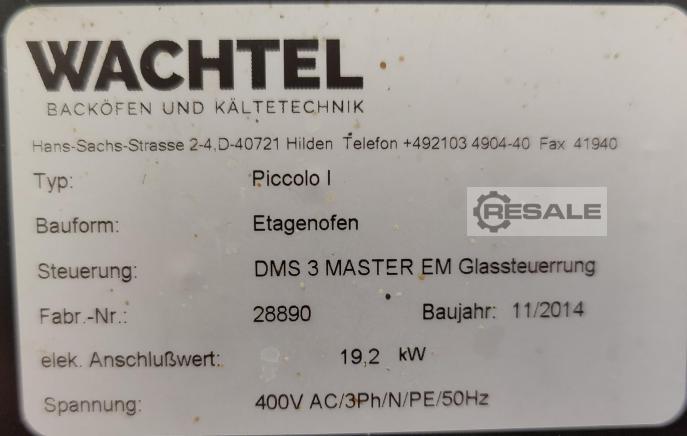 WACHTEL
BACKÖFEN UND KÄLTETECHNIK
Hans-Sachs-Strasse 2-4,D-40721 Hilden Telefon +492103 4904-40 Fax 41940
Typ: Piccolo I
RESALE
Bauform: Etagenofen
Steuerung: DMS 3 MASTER EM Glassteuerrung
Fabr.-Nr.: 28890 Baujahr: 11/2014
elek. Anschlußwert: 19,2 kW
Spannung: 400V AC/3Ph/N/PE/50Hz